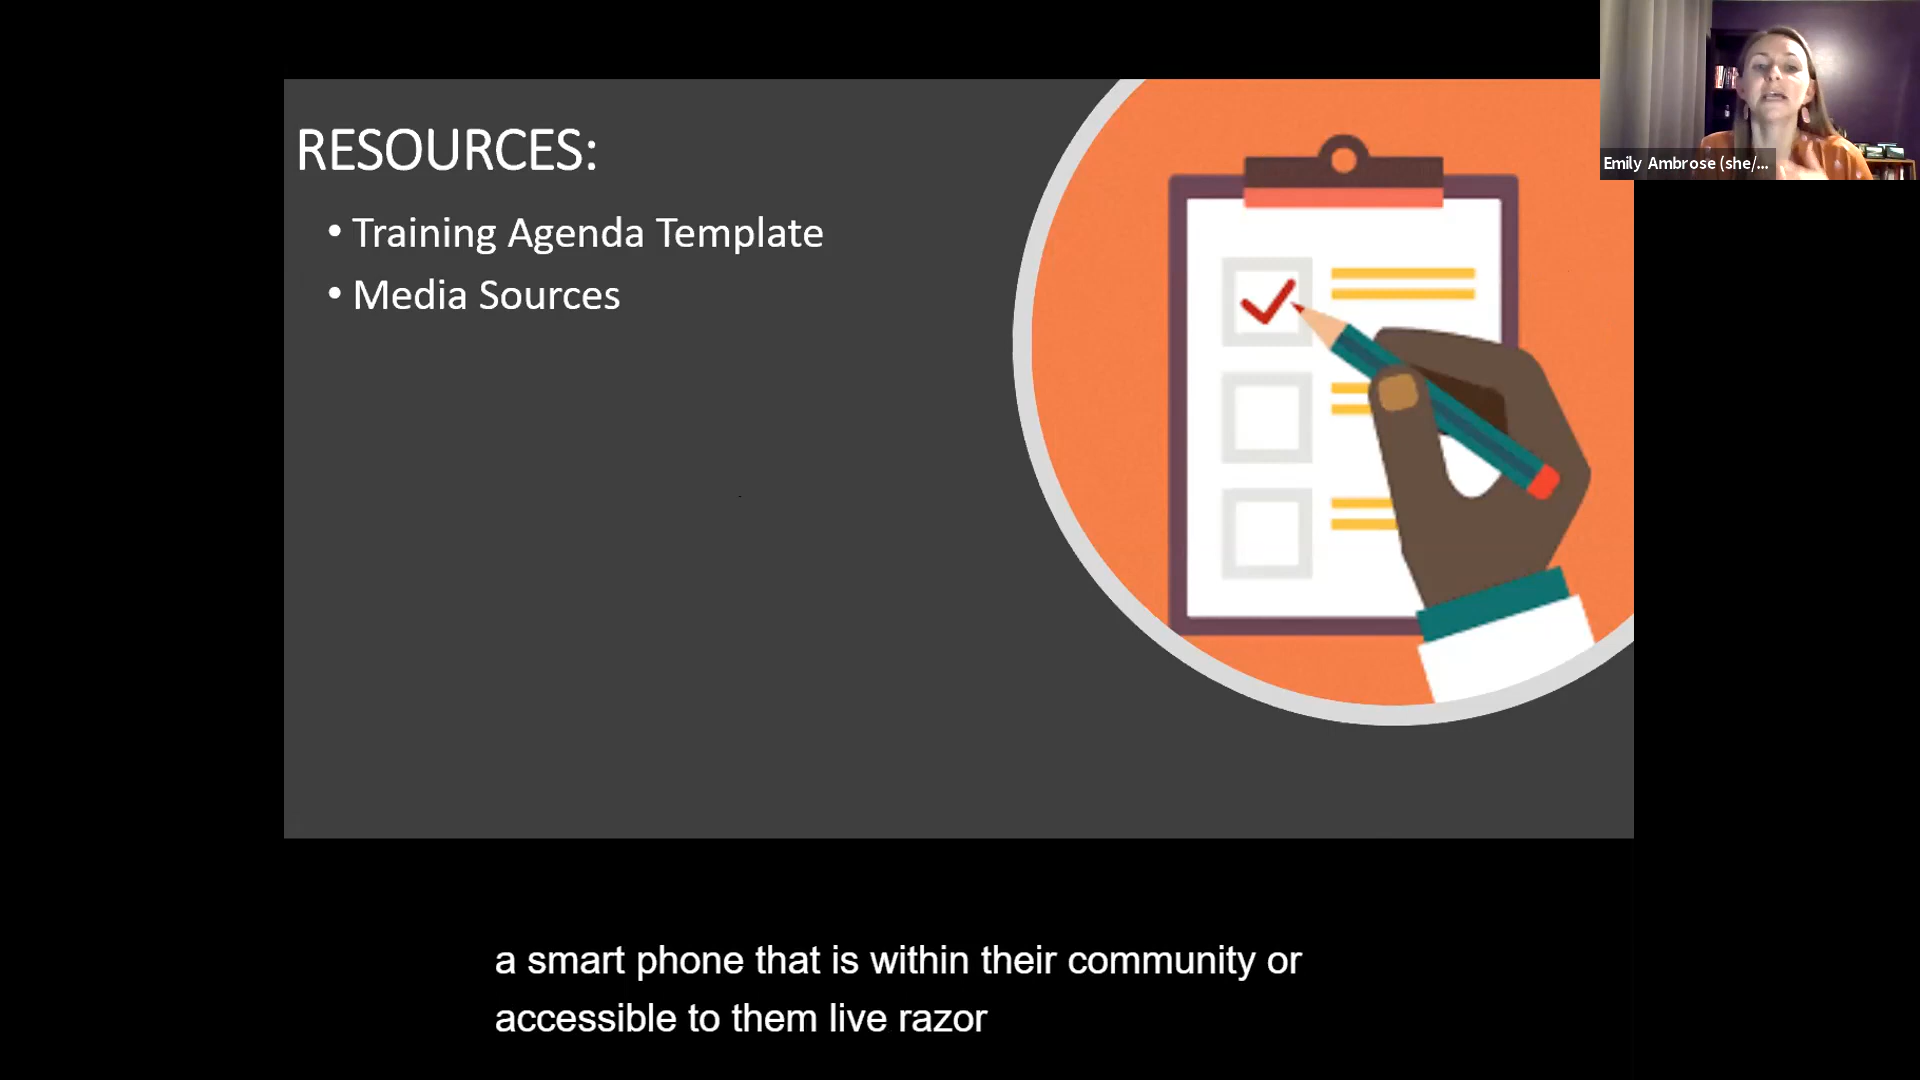 RESOURCES:
• Training Agenda Template
• Media Sources
Emily Ambrose (she/...
a smart phone that is within their community or
accessible to them live razor